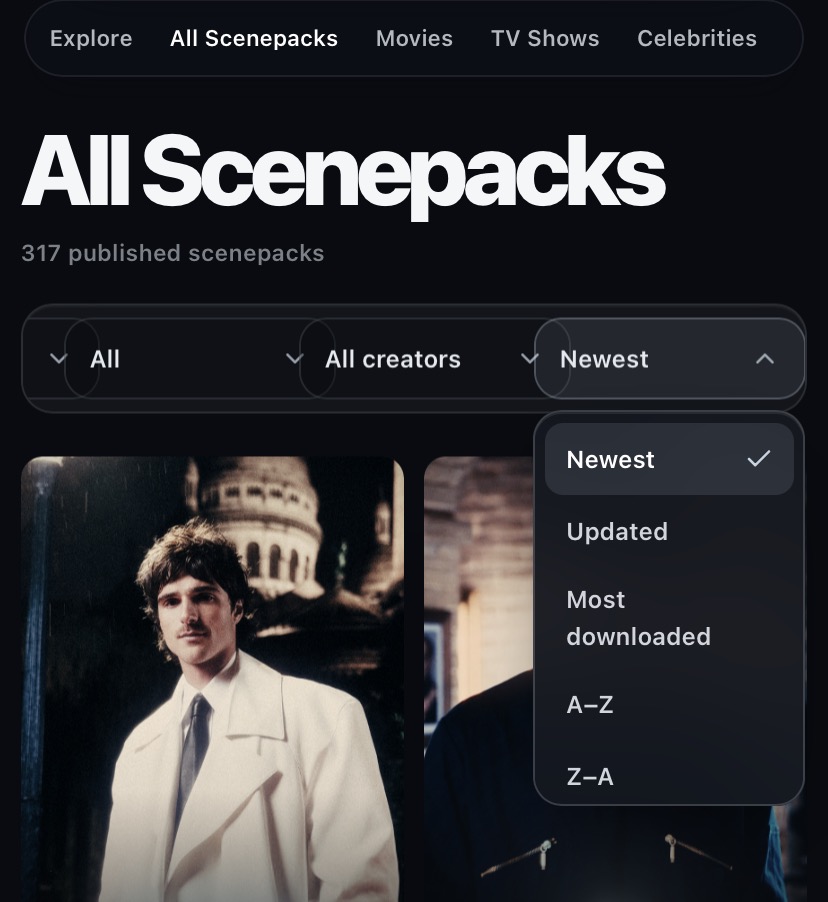 Explore All Scenepacks Movies TV Shows Celebrities
All Scenepacks
317 published scenepacks
All All creators Newest
Newest
Updated
Most
downloaded
A–Z
Z–A